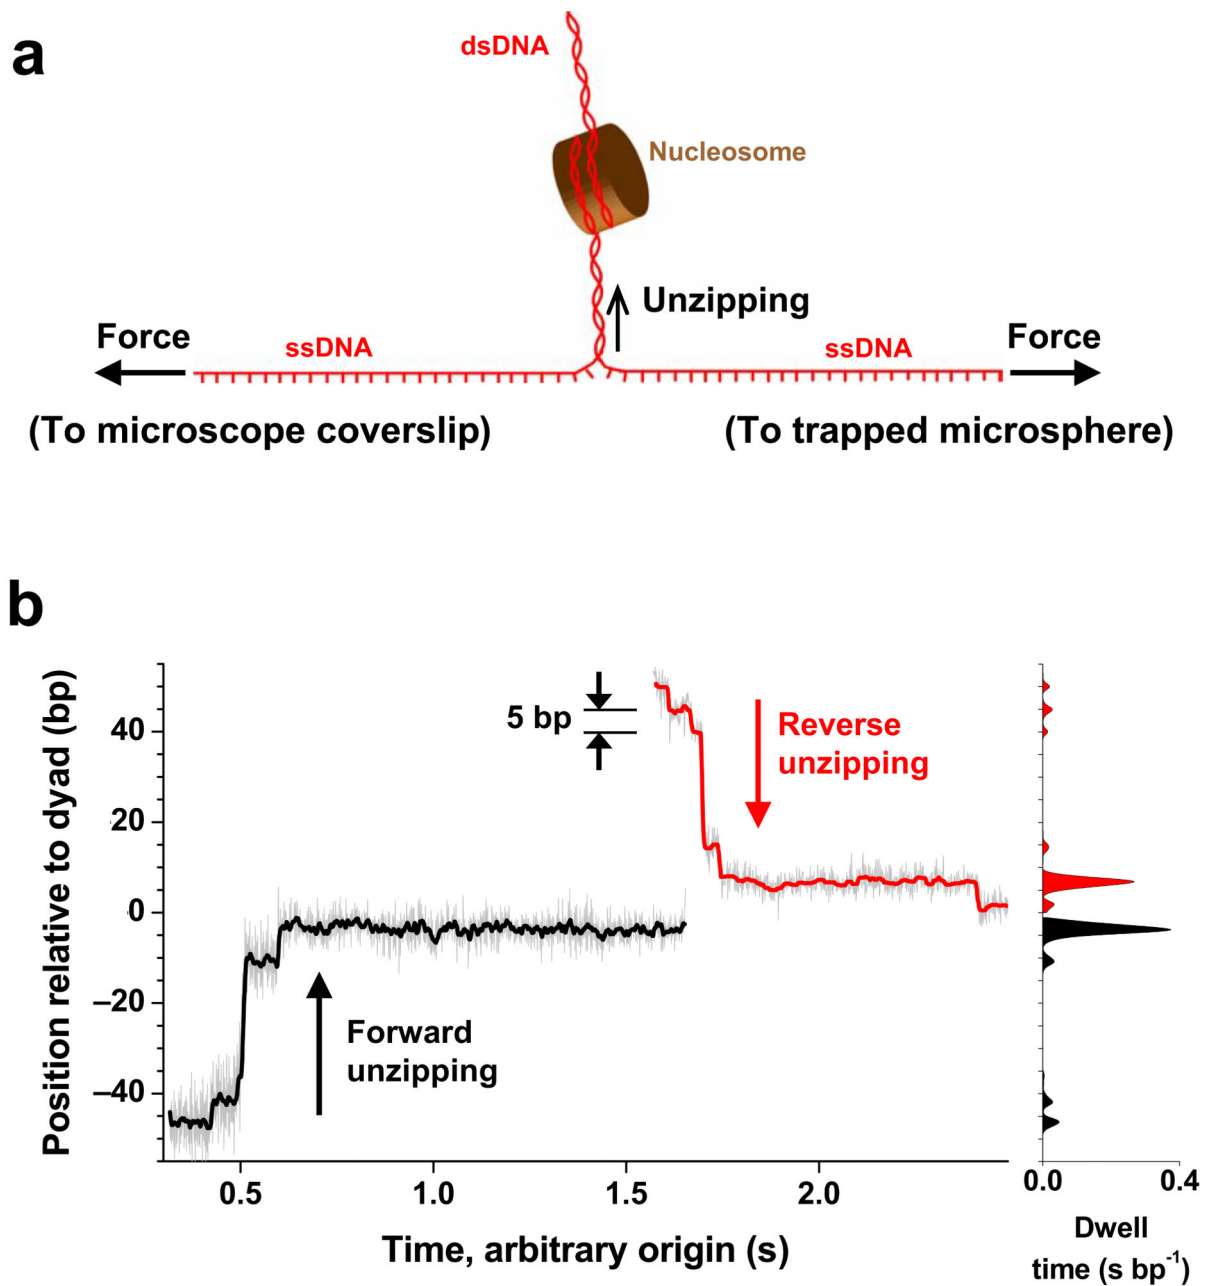 a
dsDNA
Nucleosome
Unzipping
Force
ssDNA
ssDNA
Force
(To microscope coverslip)
(To trapped microsphere)
b
Position relative to dyad (bp)
40
20
0
–20
–40
5 bp
Reverse
unzipping
Forward
unzipping
0.5
1.0
1.5
2.0
Time, arbitrary origin (s)
0.0
0.4
Dwell
time (s bp⁻¹)